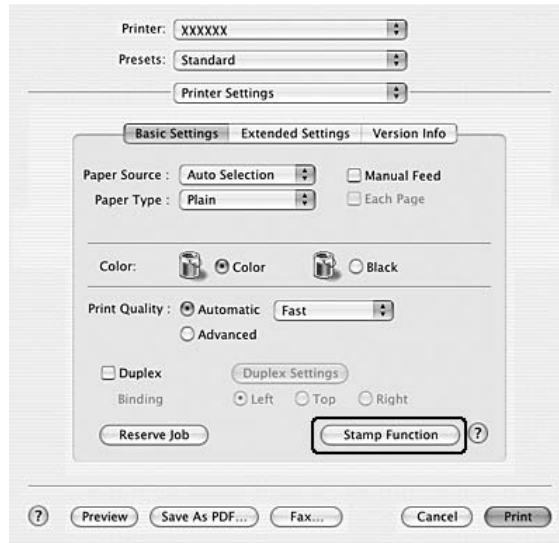 Printer: XXXXXX
Presets: Standard
Printer Settings
Basic Settings Extended Settings Version Info
Paper Source : Auto Selection Manual Feed
Paper Type : Plain Each Page
Color: Color Black
Print Quality : Automatic Fast
Advanced
Duplex Duplex Settings
Binding Left Top Right
Reserve Job Stamp Function ?
? Preview Save As PDF... Fax... Cancel Print